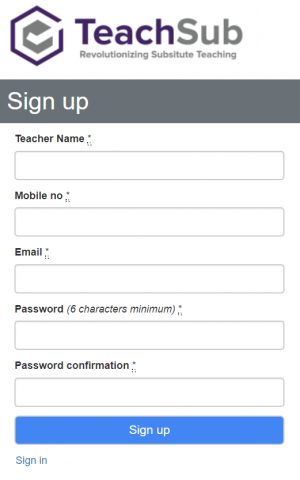 TeachSub
Revolutionizing Subsitute Teaching
Sign up
Teacher Name *
Mobile no *
Email *
Password (6 characters minimum) *
Password confirmation *
Sign up
Sign in